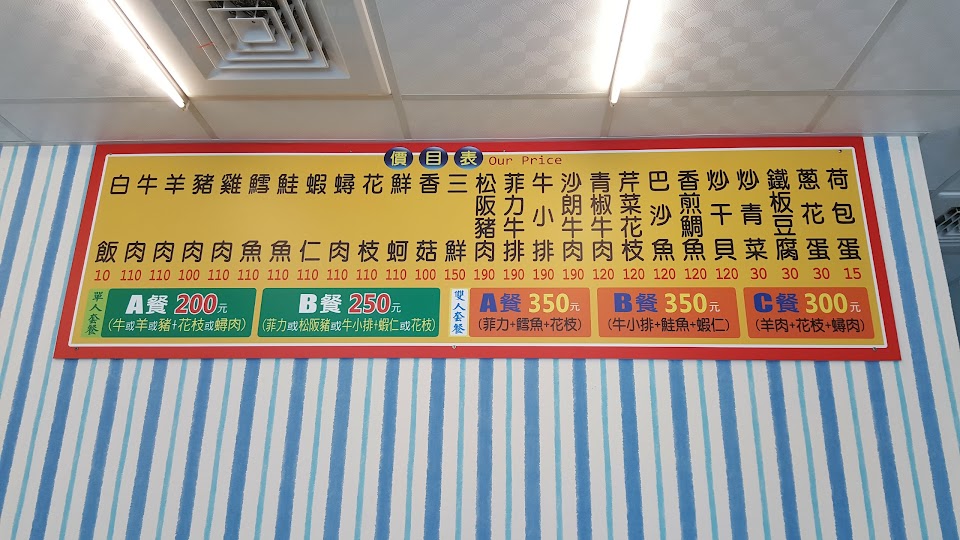 價目表 Our Price
白飯 10
牛肉 110
羊肉 110
豬肉 100
雞肉 110
鱈魚 110
鮭魚 110
蝦仁 110
蟳肉 110
花枝 110
鮮蚵 110
香菇 100
三鮮 150
松阪豬肉 190
菲力牛排 190
牛小排 190
沙朗牛肉 190
青椒牛肉 120
芹菜花枝 120
巴沙魚 120
香煎鯛魚 120
炒干貝 120
炒青菜 30
鐵板豆腐 30
蔥花蛋 30
荷包蛋 15
單人套餐
A餐 200元
(牛或羊或豬+花枝或蟳肉)
B餐 250元
(菲力或松阪豬或牛小排+蝦仁或花枝)
雙人套餐
A餐 350元
(菲力+鱈魚+花枝)
B餐 350元
(牛小排+鮭魚+蝦仁)
C餐 300元
(羊肉+花枝+蟳肉)